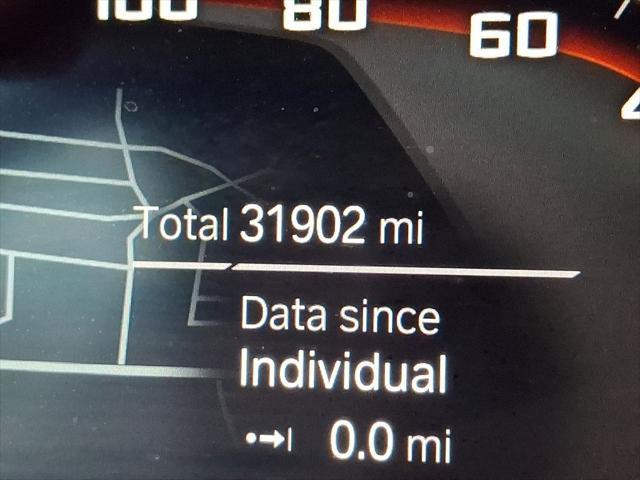 100 80 60
Total 31902 mi
Data since
Individual
0.0 mi